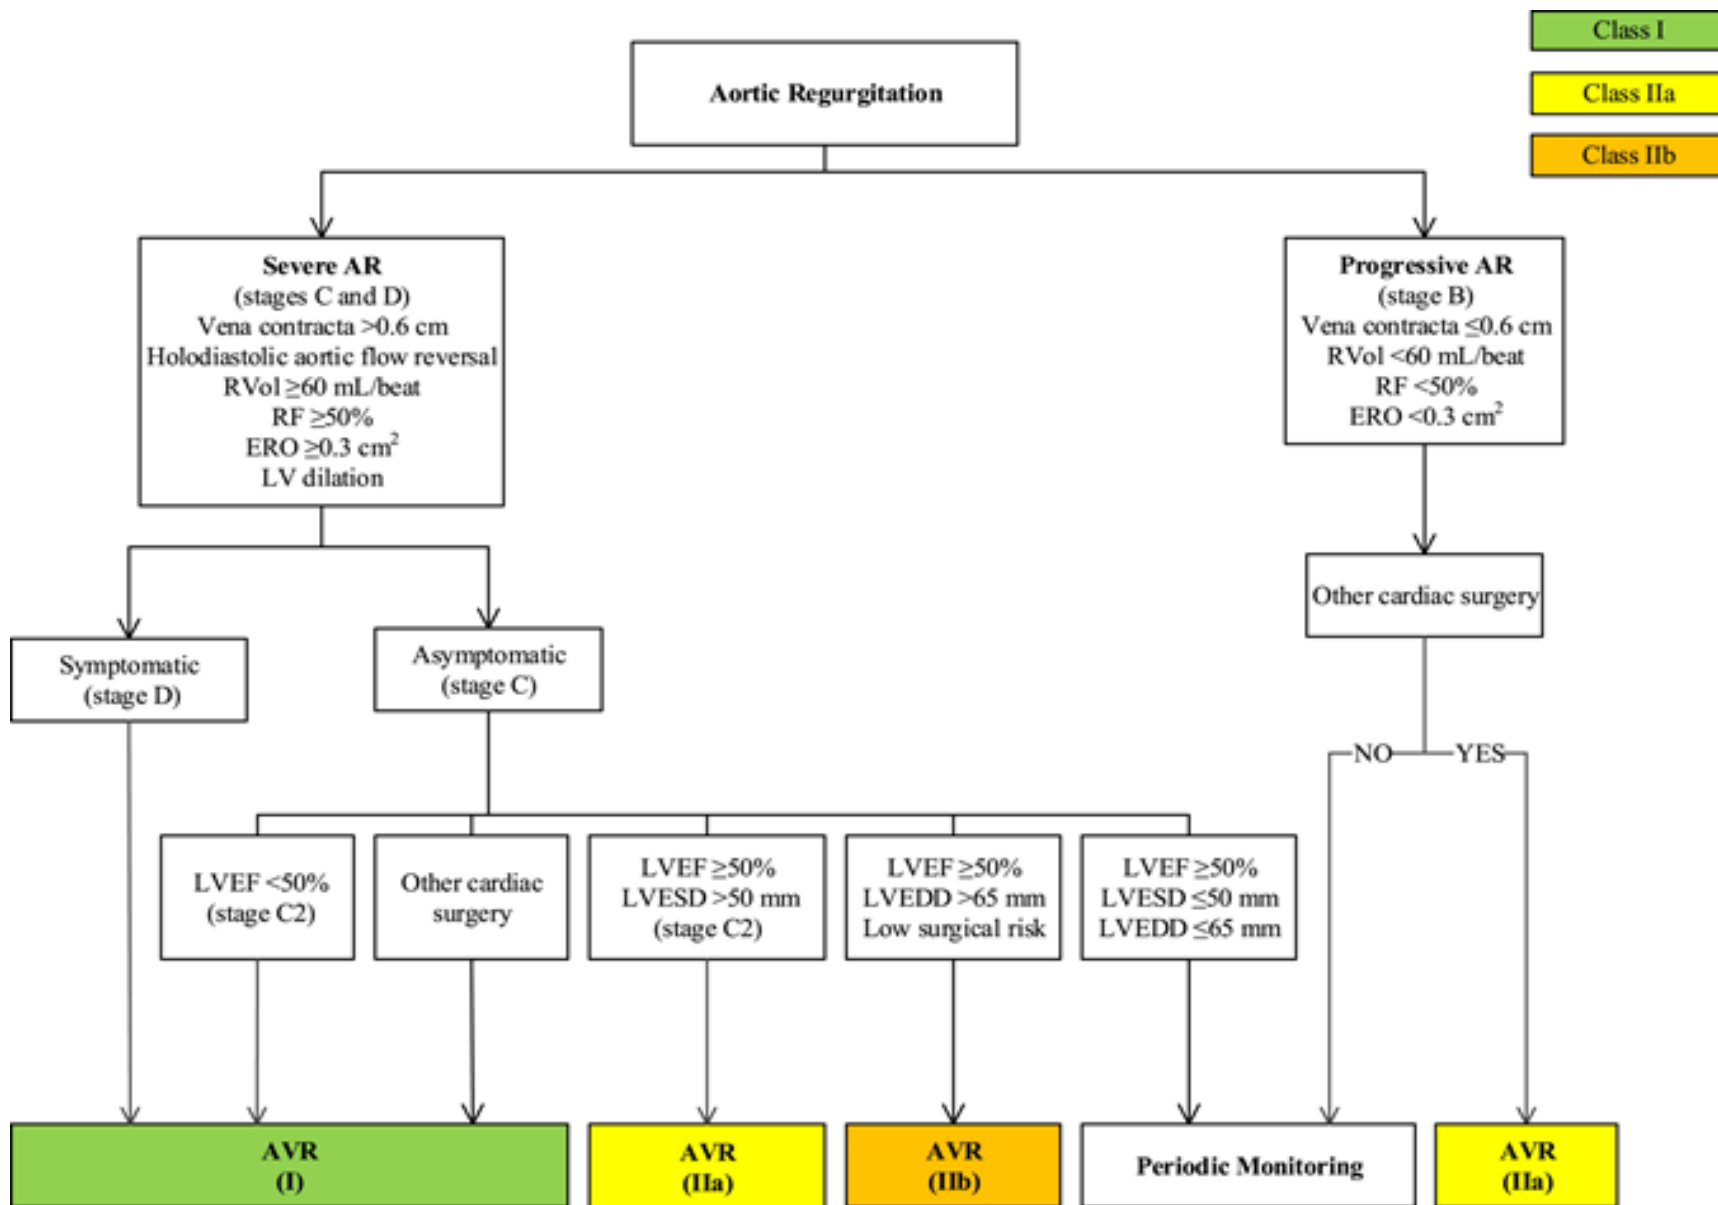 Class I
Class IIa
Class IIb
Aortic Regurgitation
Severe AR
(stages C and D)
Vena contracta >0.6 cm
Holodiastolic aortic flow reversal
RVol ≥60 mL/beat
RF ≥50%
ERO ≥0.3 cm²
LV dilation
Progressive AR
(stage B)
Vena contracta ≤0.6 cm
RVol <60 mL/beat
RF <50%
ERO <0.3 cm²
Other cardiac surgery
Symptomatic
(stage D)
Asymptomatic
(stage C)
NO
YES
LVEF <50%
(stage C2)
Other cardiac
surgery
LVEF ≥50%
LVESD >50 mm
(stage C2)
LVEF ≥50%
LVEDD >65 mm
Low surgical risk
LVEF ≥50%
LVESD ≤50 mm
LVEDD ≤65 mm
AVR
(I)
AVR
(IIa)
AVR
(IIb)
Periodic Monitoring
AVR
(IIa)